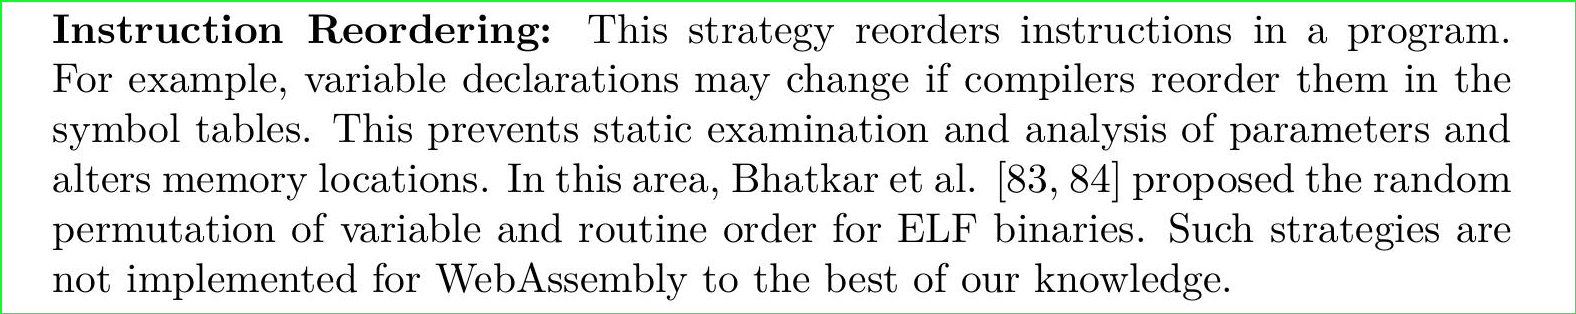 Instruction Reordering: This strategy reorders instructions in a program.
For example, variable declarations may change if compilers reorder them in the
symbol tables. This prevents static examination and analysis of parameters and
alters memory locations. In this area, Bhatkar et al. [83, 84] proposed the random
permutation of variable and routine order for ELF binaries. Such strategies are
not implemented for WebAssembly to the best of our knowledge.